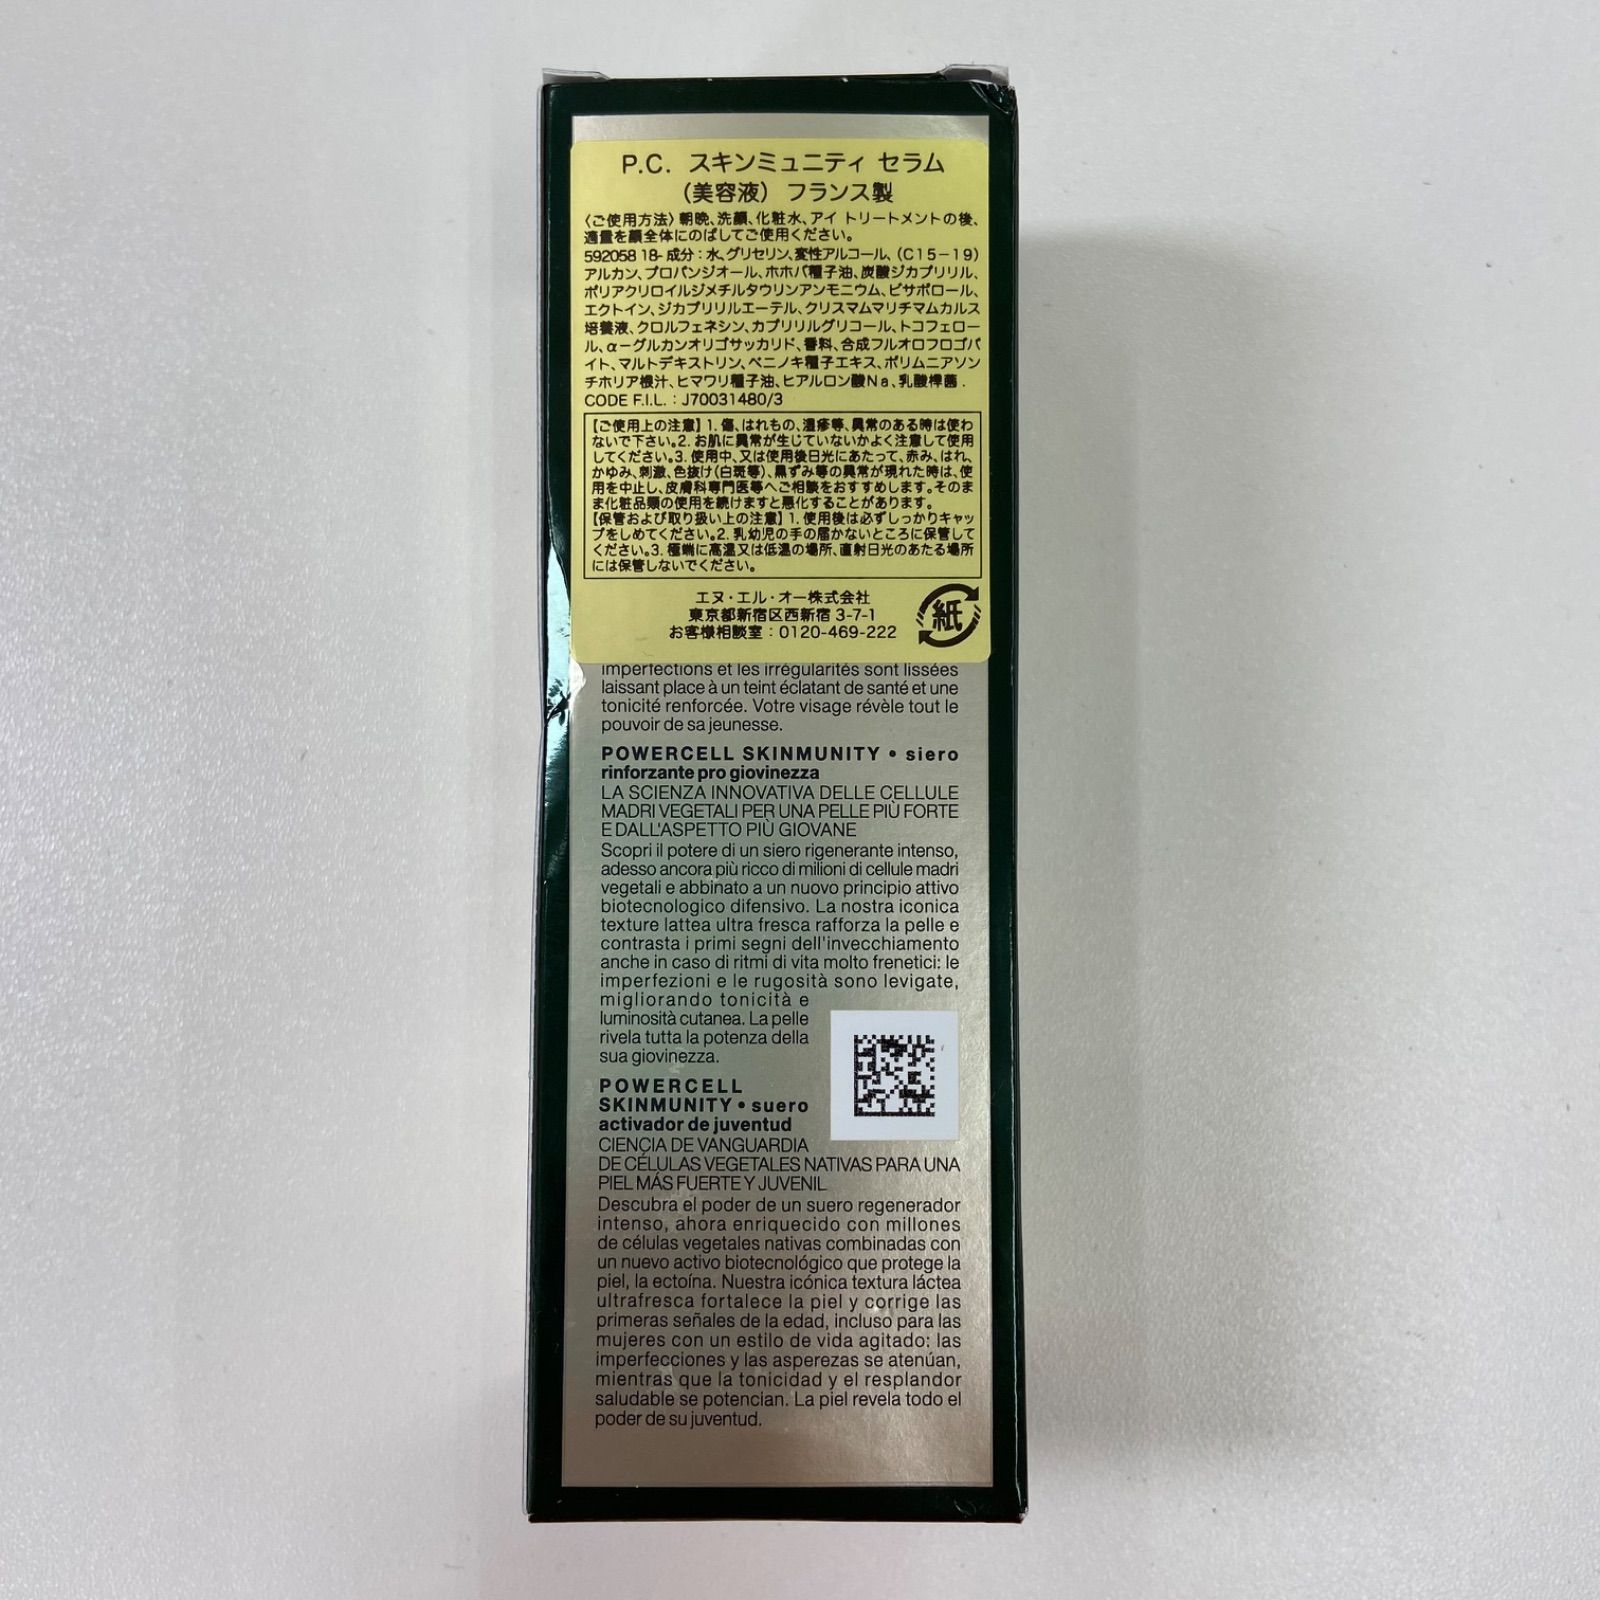 P.C. スキンミュニティ セラム
(美容液) フランス製
〈ご使用方法〉朝晩、洗顔、化粧水、アイ トリートメントの後、
適量を顔全体にのばしてご使用ください。
592058 18- 成分：水、グリセリン、変性アルコール、(C15－19)
アルカン、プロパンジオール、ホホバ種子油、炭酸ジカプリリル、
ポリアクリロイルジメチルタウリンアンモニウム、ビサボロール、
エクトイン、ジカプリリルエーテル、クリスマムマリチマムカルス
培養液、クロルフェネシン、カプリリルグリコール、トコフェロー
ル、α－グルカンオリゴサッカリド、香料、合成フルオロフロゴパ
イト、マルトデキストリン、ベニノキ種子エキス、ポリムニアソン
チホリア根汁、ヒマワリ種子油、ヒアルロン酸Na、乳酸桿菌 .
CODE F.I.L. : J70031480/3
【ご使用上の注意】1. 傷、はれもの、湿疹等、異常のある時は使わ
ないで下さい。2. お肌に異常が生じていないかよく注意して使用
してください。3. 使用中、又は使用後日光にあたって、赤み、はれ、
かゆみ、刺激、色抜け(白斑等)、黒ずみ等の異常が現れた時は、使
用を中止し、皮膚科専門医等へご相談をおすすめします。そのま
ま化粧品類の使用を続けますと悪化することがあります。
【保管および取り扱い上の注意】1. 使用後は必ずしっかりキャッ
プをしめてください。2. 乳幼児の手の届かないところに保管して
ください。3. 極端に高温又は低温の場所、直射日光のあたる場所
には保管しないでください。
エヌ・エル・オー株式会社
東京都新宿区西新宿 3-7-1
お客様相談室：0120-469-222
紙
imperfections et les irrégularités sont lissées
laissant place à un teint éclatant de santé et une
tonicité renforcée. Votre visage révèle tout le
pouvoir de sa jeunesse.
POWERCELL SKINMUNITY • siero
rinforzante pro giovinezza
LA SCIENZA INNOVATIVA DELLE CELLULE
MADRI VEGETALI PER UNA PELLE PIÙ FORTE
E DALL'ASPETTO PIÙ GIOVANE
Scopri il potere di un siero rigenerante intenso,
adesso ancora più ricco di milioni di cellule madri
vegetali e abbinato a un nuovo principio attivo
biotecnologico difensivo. La nostra iconica
texture lattea ultra fresca rafforza la pelle e
contrasta i primi segni dell'invecchiamento
anche in caso di ritmi di vita molto frenetici: le
imperfezioni e le rugosità sono levigate,
migliorando tonicità e
luminosità cutanea. La pelle
rivela tutta la potenza della
sua giovinezza.
POWERCELL
SKINMUNITY • suero
activador de juventud
CIENCIA DE VANGUARDIA
DE CÉLULAS VEGETALES NATIVAS PARA UNA
PIEL MÁS FUERTE Y JUVENIL
Descubra el poder de un suero regenerador
intenso, ahora enriquecido con millones
de células vegetales nativas combinadas con
un nuevo activo biotecnológico que protege la
piel, la ectoína. Nuestra icónica textura láctea
ultrafresca fortalece la piel y corrige las
primeras señales de la edad, incluso para las
mujeres con un estilo de vida agitado: las
imperfecciones y las asperezas se atenúan,
mientras que la tonicidad y el resplandor
saludable se potencian. La piel revela todo el
poder de su juventud.